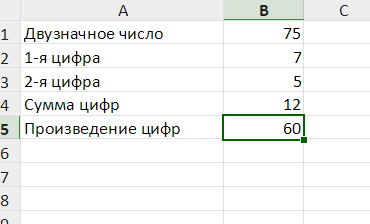 A B C
1 Двузначное число 75
2 1-я цифра 7
3 2-я цифра 5
4 Сумма цифр 12
5 Произведение цифр 60
6
7
8
9